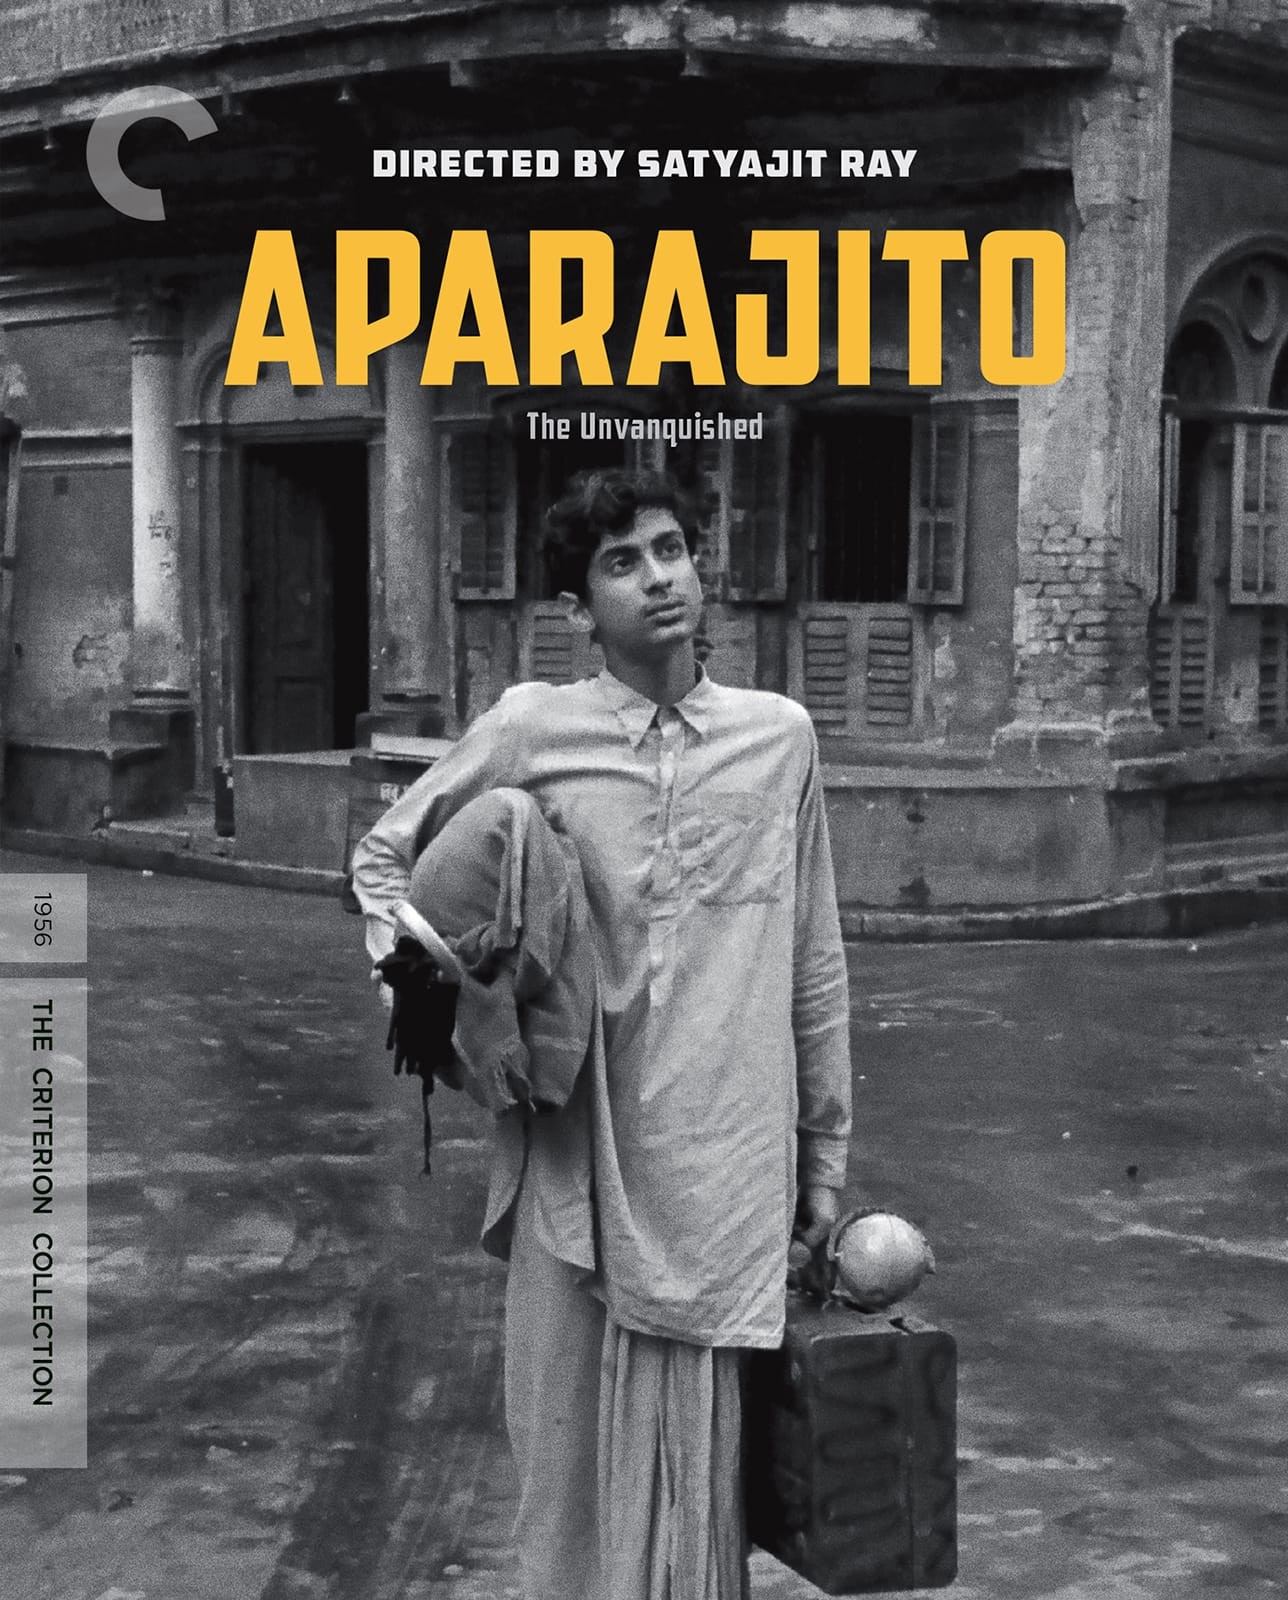 DIRECTED BY SATYAJIT RAY
APARAJITO
The Unvanquished
1956
THE CRITERION COLLECTION